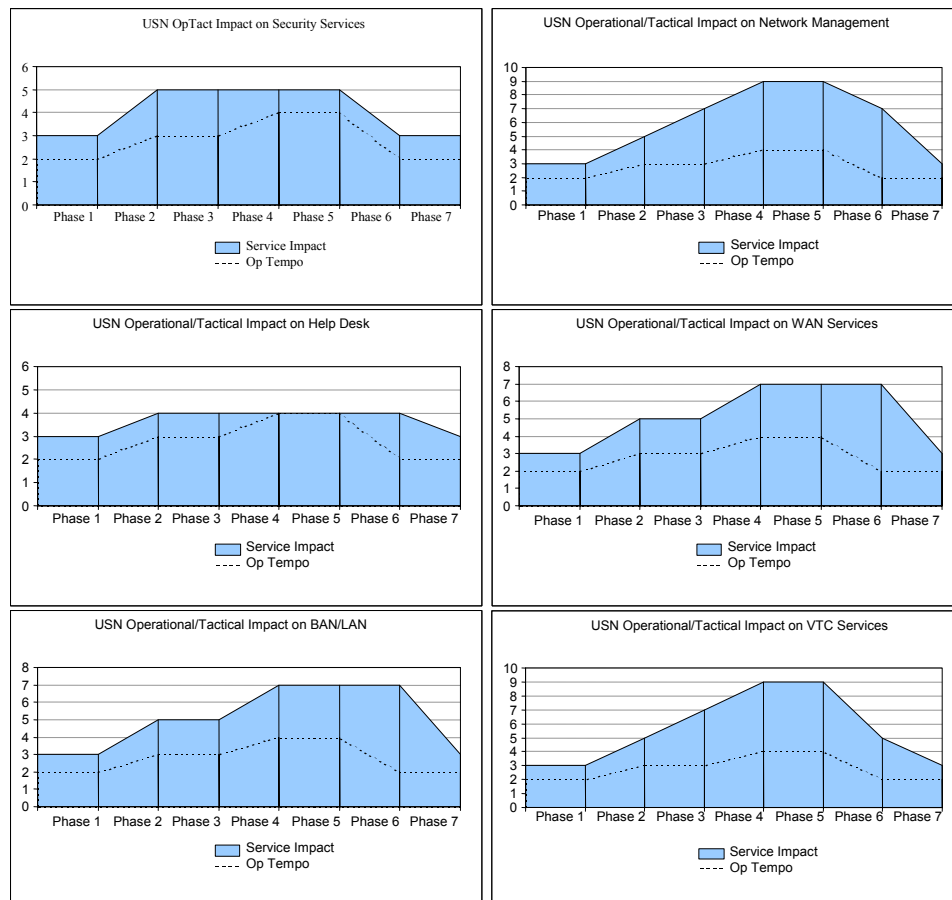 USN OpTact Impact on Security Services
6
5
4
3
2
1
0
Phase 1 Phase 2 Phase 3 Phase 4 Phase 5 Phase 6 Phase 7
Service Impact
Op Tempo
USN Operational/Tactical Impact on Network Management
10
9
8
7
6
5
4
3
2
1
0
Phase 1 Phase 2 Phase 3 Phase 4 Phase 5 Phase 6 Phase 7
Service Impact
Op Tempo
USN Operational/Tactical Impact on Help Desk
6
5
4
3
2
1
0
Phase 1 Phase 2 Phase 3 Phase 4 Phase 5 Phase 6 Phase 7
Service Impact
Op Tempo
USN Operational/Tactical Impact on WAN Services
8
7
6
5
4
3
2
1
0
Phase 1 Phase 2 Phase 3 Phase 4 Phase 5 Phase 6 Phase 7
Service Impact
Op Tempo
USN Operational/Tactical Impact on BAN/LAN
8
7
6
5
4
3
2
1
0
Phase 1 Phase 2 Phase 3 Phase 4 Phase 5 Phase 6 Phase 7
Service Impact
Op Tempo
USN Operational/Tactical Impact on VTC Services
10
9
8
7
6
5
4
3
2
1
0
Phase 1 Phase 2 Phase 3 Phase 4 Phase 5 Phase 6 Phase 7
Service Impact
Op Tempo